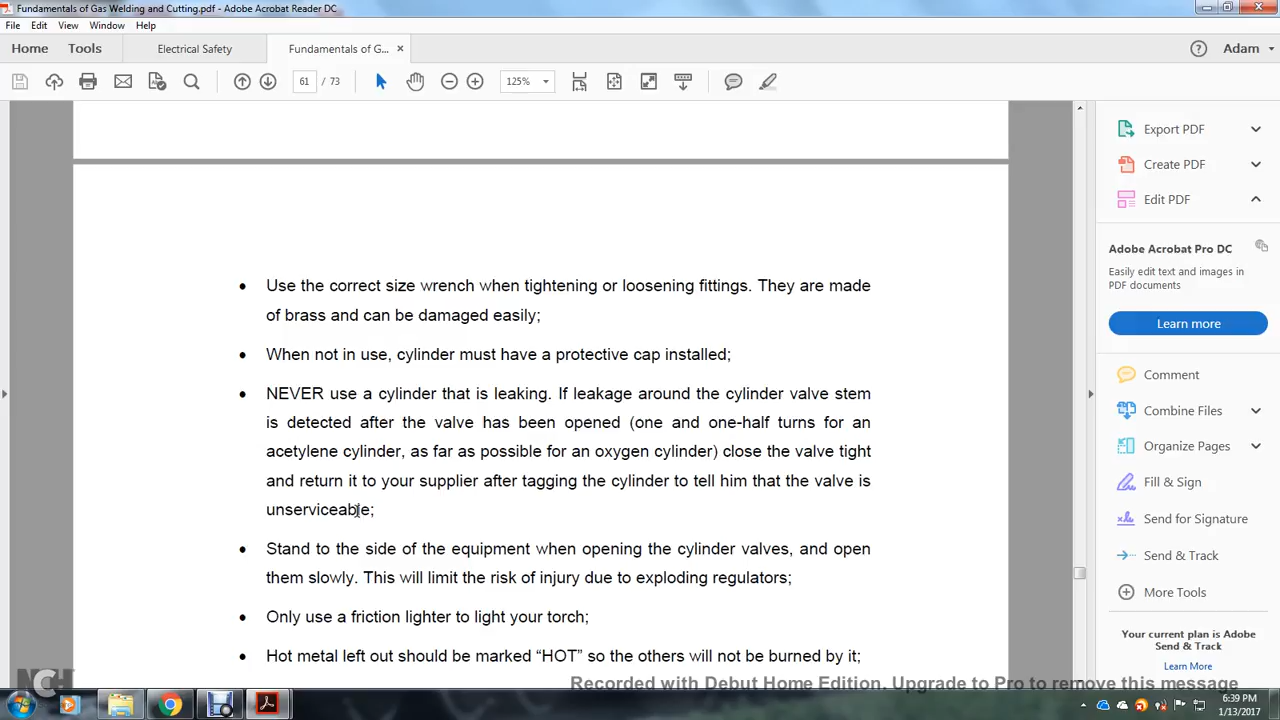 Fundamentals of Gas Welding and Cutting.pdf - Adobe Acrobat Reader DC
File Edit View Window Help
Home Tools Electrical Safety Fundamentals of G... × Adam
61 / 73 125%
• Use the correct size wrench when tightening or loosening fittings. They are made
of brass and can be damaged easily;
• When not in use, cylinder must have a protective cap installed;
• NEVER use a cylinder that is leaking. If leakage around the cylinder valve stem
is detected after the valve has been opened (one and one-half turns for an
acetylene cylinder, as far as possible for an oxygen cylinder) close the valve tight
and return it to your supplier after tagging the cylinder to tell him that the valve is
unserviceable;
• Stand to the side of the equipment when opening the cylinder valves, and open
them slowly. This will limit the risk of injury due to exploding regulators;
• Only use a friction lighter to light your torch;
• Hot metal left out should be marked “HOT” so the others will not be burned by it;
Export PDF
Create PDF
Edit PDF
Adobe Acrobat Pro DC
Easily edit text and images in
PDF documents
Learn more
Comment
Combine Files
Organize Pages
Fill & Sign
Send for Signature
Send & Track
More Tools
Your current plan is Adobe
Send & Track
Learn More
NCH
Recorded with Debut Home Edition. Upgrade to Pro to remove this message
6:39 PM
1/13/2017